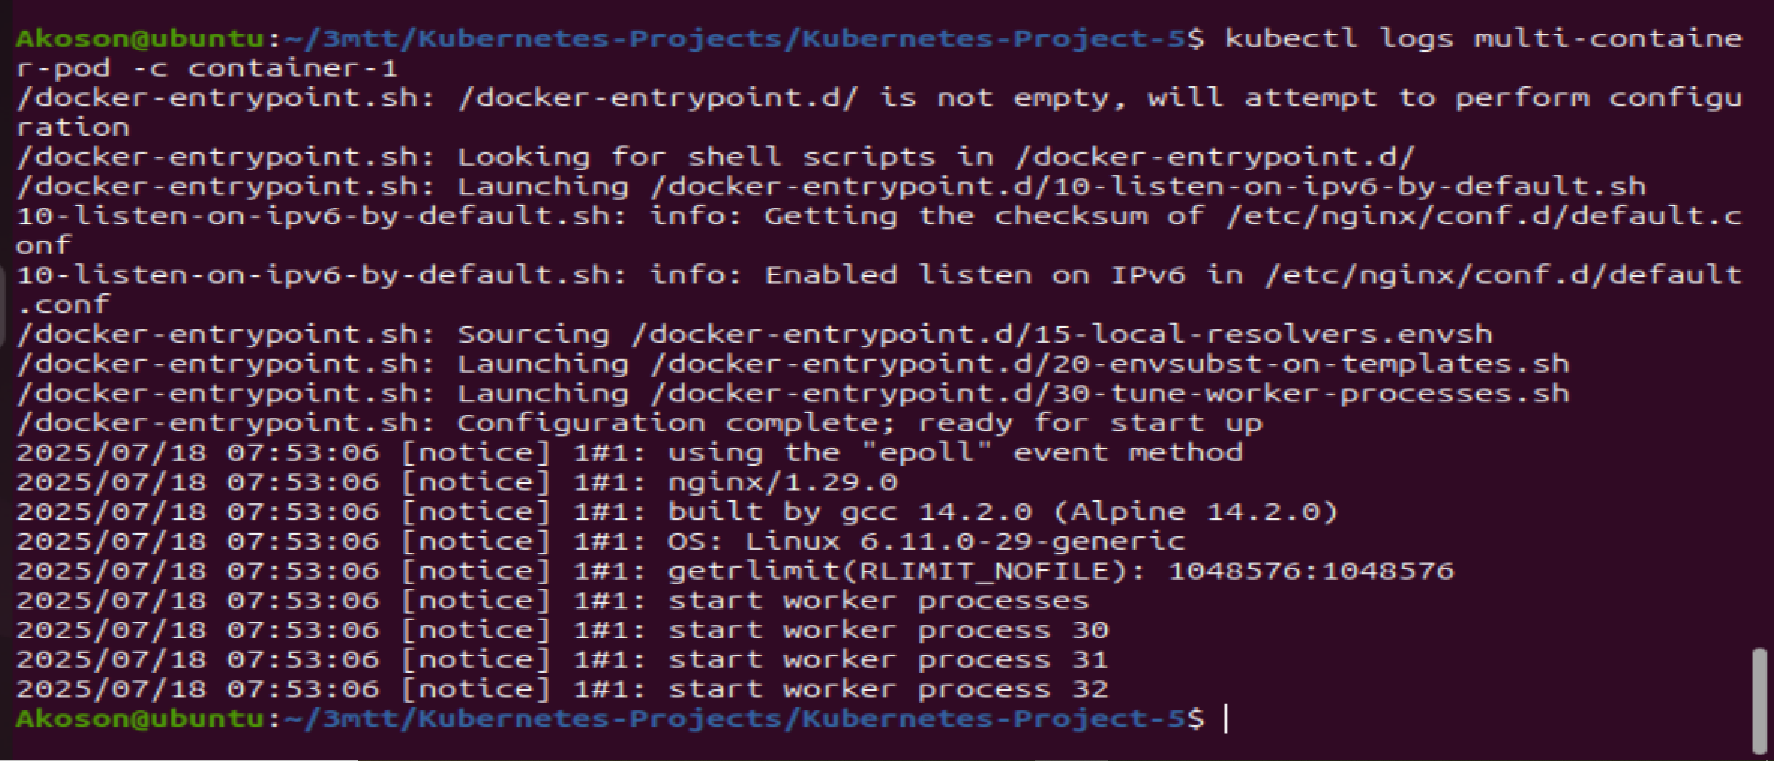 Akoson@ubuntu:~/3mtt/Kubernetes-Projects/Kubernetes-Project-5$ kubectl logs multi-containe
r-pod -c container-1
/docker-entrypoint.sh: /docker-entrypoint.d/ is not empty, will attempt to perform configu
ration
/docker-entrypoint.sh: Looking for shell scripts in /docker-entrypoint.d/
/docker-entrypoint.sh: Launching /docker-entrypoint.d/10-listen-on-ipv6-by-default.sh
10-listen-on-ipv6-by-default.sh: info: Getting the checksum of /etc/nginx/conf.d/default.c
onf
10-listen-on-ipv6-by-default.sh: info: Enabled listen on IPv6 in /etc/nginx/conf.d/default
.conf
/docker-entrypoint.sh: Sourcing /docker-entrypoint.d/15-local-resolvers.envsh
/docker-entrypoint.sh: Launching /docker-entrypoint.d/20-envsubst-on-templates.sh
/docker-entrypoint.sh: Launching /docker-entrypoint.d/30-tune-worker-processes.sh
/docker-entrypoint.sh: Configuration complete; ready for start up
2025/07/18 07:53:06 [notice] 1#1: using the "epoll" event method
2025/07/18 07:53:06 [notice] 1#1: nginx/1.29.0
2025/07/18 07:53:06 [notice] 1#1: built by gcc 14.2.0 (Alpine 14.2.0)
2025/07/18 07:53:06 [notice] 1#1: OS: Linux 6.11.0-29-generic
2025/07/18 07:53:06 [notice] 1#1: getrlimit(RLIMIT_NOFILE): 1048576:1048576
2025/07/18 07:53:06 [notice] 1#1: start worker processes
2025/07/18 07:53:06 [notice] 1#1: start worker process 30
2025/07/18 07:53:06 [notice] 1#1: start worker process 31
2025/07/18 07:53:06 [notice] 1#1: start worker process 32
Akoson@ubuntu:~/3mtt/Kubernetes-Projects/Kubernetes-Project-5$